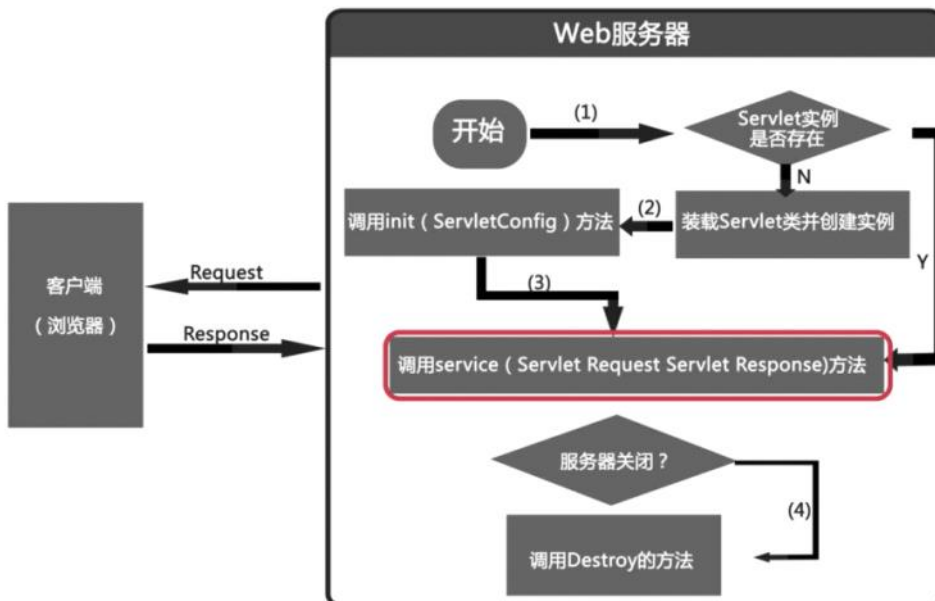 Web服务器
开始
(1)
Servlet实例
是否存在
N
调用init（ServletConfig）方法
(2)
装载Servlet类并创建实例
Y
客户端
（浏览器）
Request
(3)
Response
调用service（Servlet Request Servlet Response)方法
服务器关闭？
(4)
调用Destroy的方法